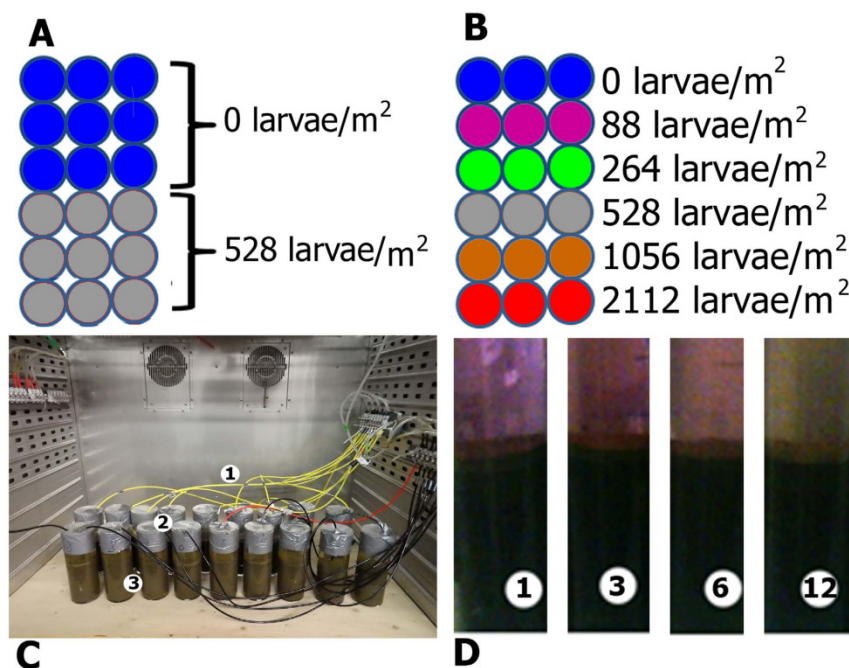 A
0 larvae/m²
528 larvae/m²
B
0 larvae/m²
88 larvae/m²
264 larvae/m²
528 larvae/m²
1056 larvae/m²
2112 larvae/m²
1
2
3
C
1
3
6
12
D